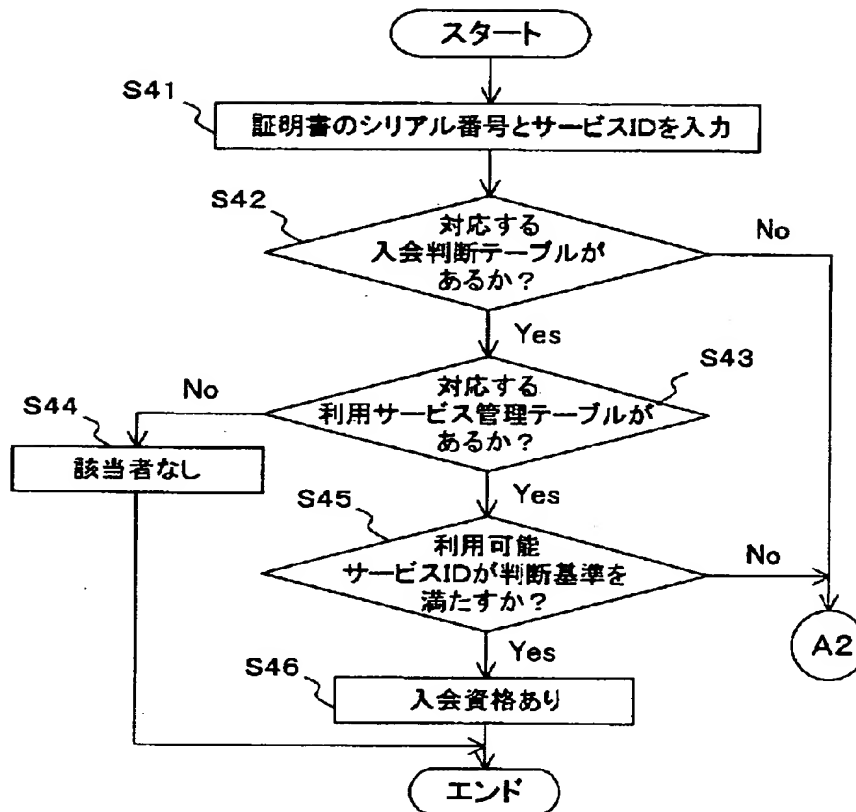 スタート
S41
証明書のシリアル番号とサービスIDを入力
S42
対応する
入会判断テーブルが
あるか？
No
Yes
S43
対応する
利用サービス管理テーブルが
あるか？
No
S44
該当者なし
Yes
S45
利用可能
サービスIDが判断基準を
満たすか？
No
A2
Yes
S46
入会資格あり
エンド